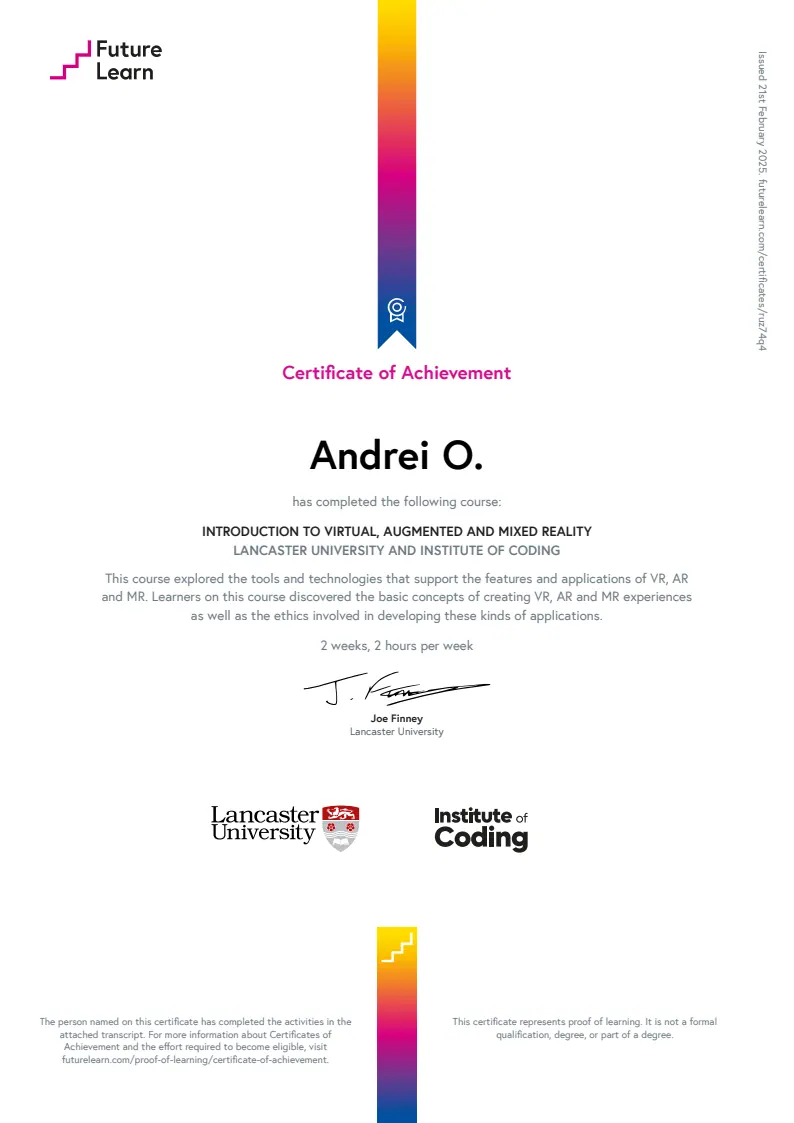 Future
Learn
Issued 21st February 2025. futurelearn.com/certificates/ruz74q4
Certificate of Achievement
Andrei O.
has completed the following course:
INTRODUCTION TO VIRTUAL, AUGMENTED AND MIXED REALITY
LANCASTER UNIVERSITY AND INSTITUTE OF CODING
This course explored the tools and technologies that support the features and applications of VR, AR
and MR. Learners on this course discovered the basic concepts of creating VR, AR and MR experiences
as well as the ethics involved in developing these kinds of applications.
2 weeks, 2 hours per week
J. Finney
Joe Finney
Lancaster University
Lancaster
University
Institute of
Coding
The person named on this certificate has completed the activities in the
attached transcript. For more information about Certificates of
Achievement and the effort required to become eligible, visit
futurelearn.com/proof-of-learning/certificate-of-achievement.
This certificate represents proof of learning. It is not a formal
qualification, degree, or part of a degree.